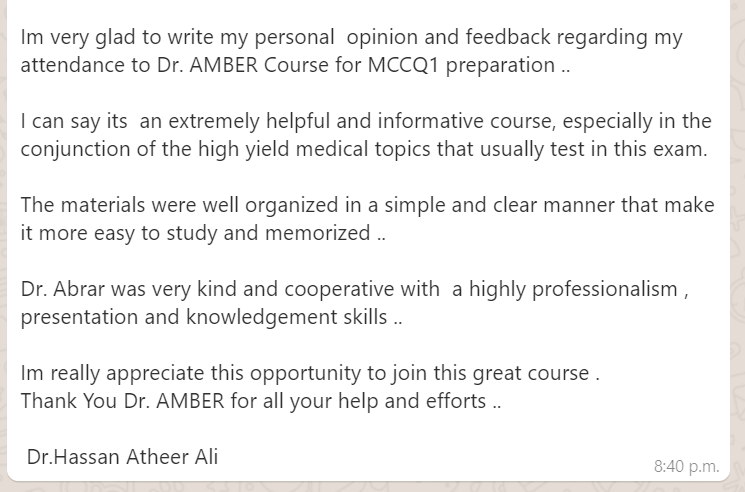 Im very glad to write my personal  opinion and feedback regarding my
attendance to Dr. AMBER Course for MCCQ1 preparation ..
I can say its  an extremely helpful and informative course, especially in the
conjunction of the high yield medical topics that usually test in this exam.
The materials were well organized in a simple and clear manner that make
it more easy to study and memorized ..
Dr. Abrar was very kind and cooperative with  a highly professionalism ,
presentation and knowledgement skills ..
Im really appreciate this opportunity to join this great course .
Thank You Dr. AMBER for all your help and efforts ..
Dr.Hassan Atheer Ali
8:40 p.m.